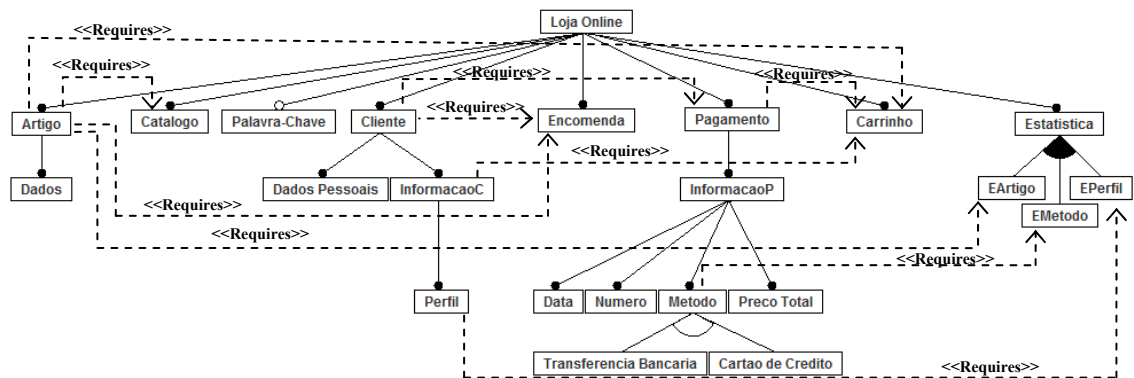 Loja Online
<<Requires>>
<<Requires>>
<<Requires>>
<<Requires>>
<<Requires>>
Artigo
Catalogo
Palavra-Chave
Cliente
Encomenda
Pagamento
Carrinho
Estatistica
<<Requires>>
<<Requires>>
Dados
Dados Pessoais
InformacaoC
InformacaoP
EArtigo
EPerfil
<<Requires>>
EMetodo
<<Requires>>
<<Requires>>
Perfil
Data
Numero
Metodo
Preco Total
Transferencia Bancaria
Cartao de Credito
<<Requires>>